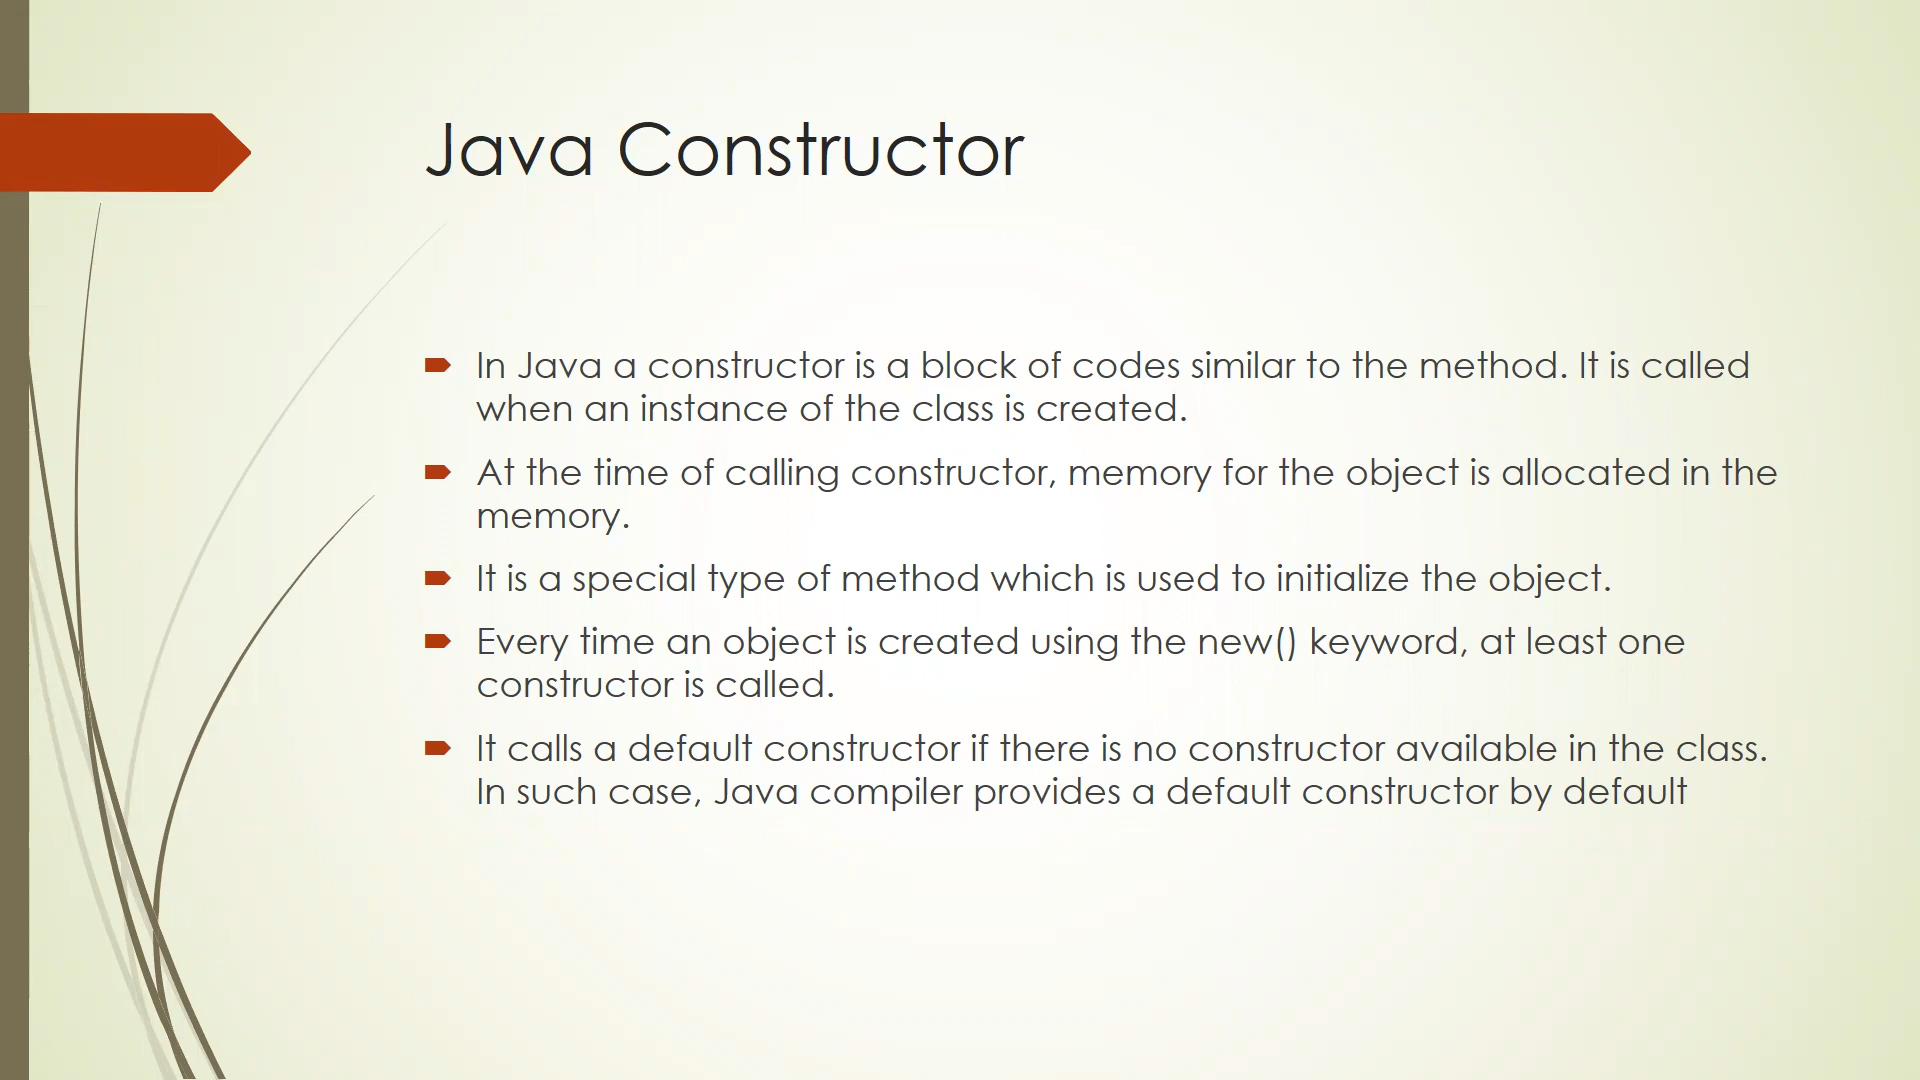 Java Constructor
In Java a constructor is a block of codes similar to the method. It is called
when an instance of the class is created.
At the time of calling constructor, memory for the object is allocated in the
memory.
It is a special type of method which is used to initialize the object.
Every time an object is created using the new() keyword, at least one
constructor is called.
It calls a default constructor if there is no constructor available in the class.
In such case, Java compiler provides a default constructor by default